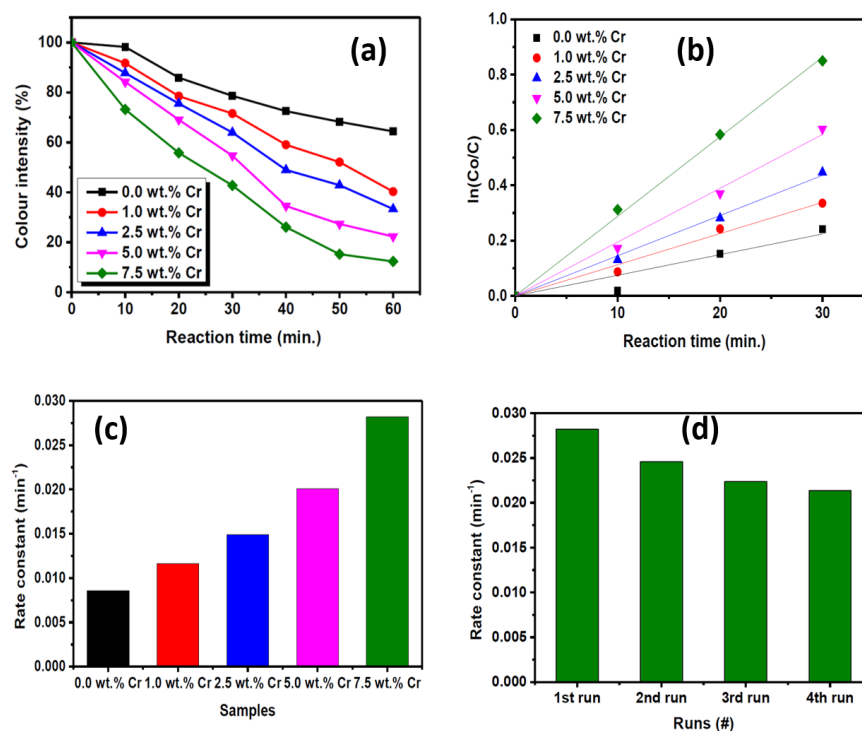 (a)
Colour intensity (%)
100
80
60
40
20
0
0.0 wt.% Cr
1.0 wt.% Cr
2.5 wt.% Cr
5.0 wt.% Cr
7.5 wt.% Cr
0 10 20 30 40 50 60
Reaction time (min.)
(b)
ln(Co/C)
1.0
0.8
0.6
0.4
0.2
0.0
0.0 wt.% Cr
1.0 wt.% Cr
2.5 wt.% Cr
5.0 wt.% Cr
7.5 wt.% Cr
0 10 20 30
Reaction time (min.)
(c)
Rate constant (min⁻¹)
0.030
0.025
0.020
0.015
0.010
0.005
0.000
0.0 wt.% Cr 1.0 wt.% Cr 2.5 wt.% Cr 5.0 wt.% Cr 7.5 wt.% Cr
Samples
(d)
Rate constant (min⁻¹)
0.030
0.025
0.020
0.015
0.010
0.005
0.000
1st run 2nd run 3rd run 4th run
Runs (#)